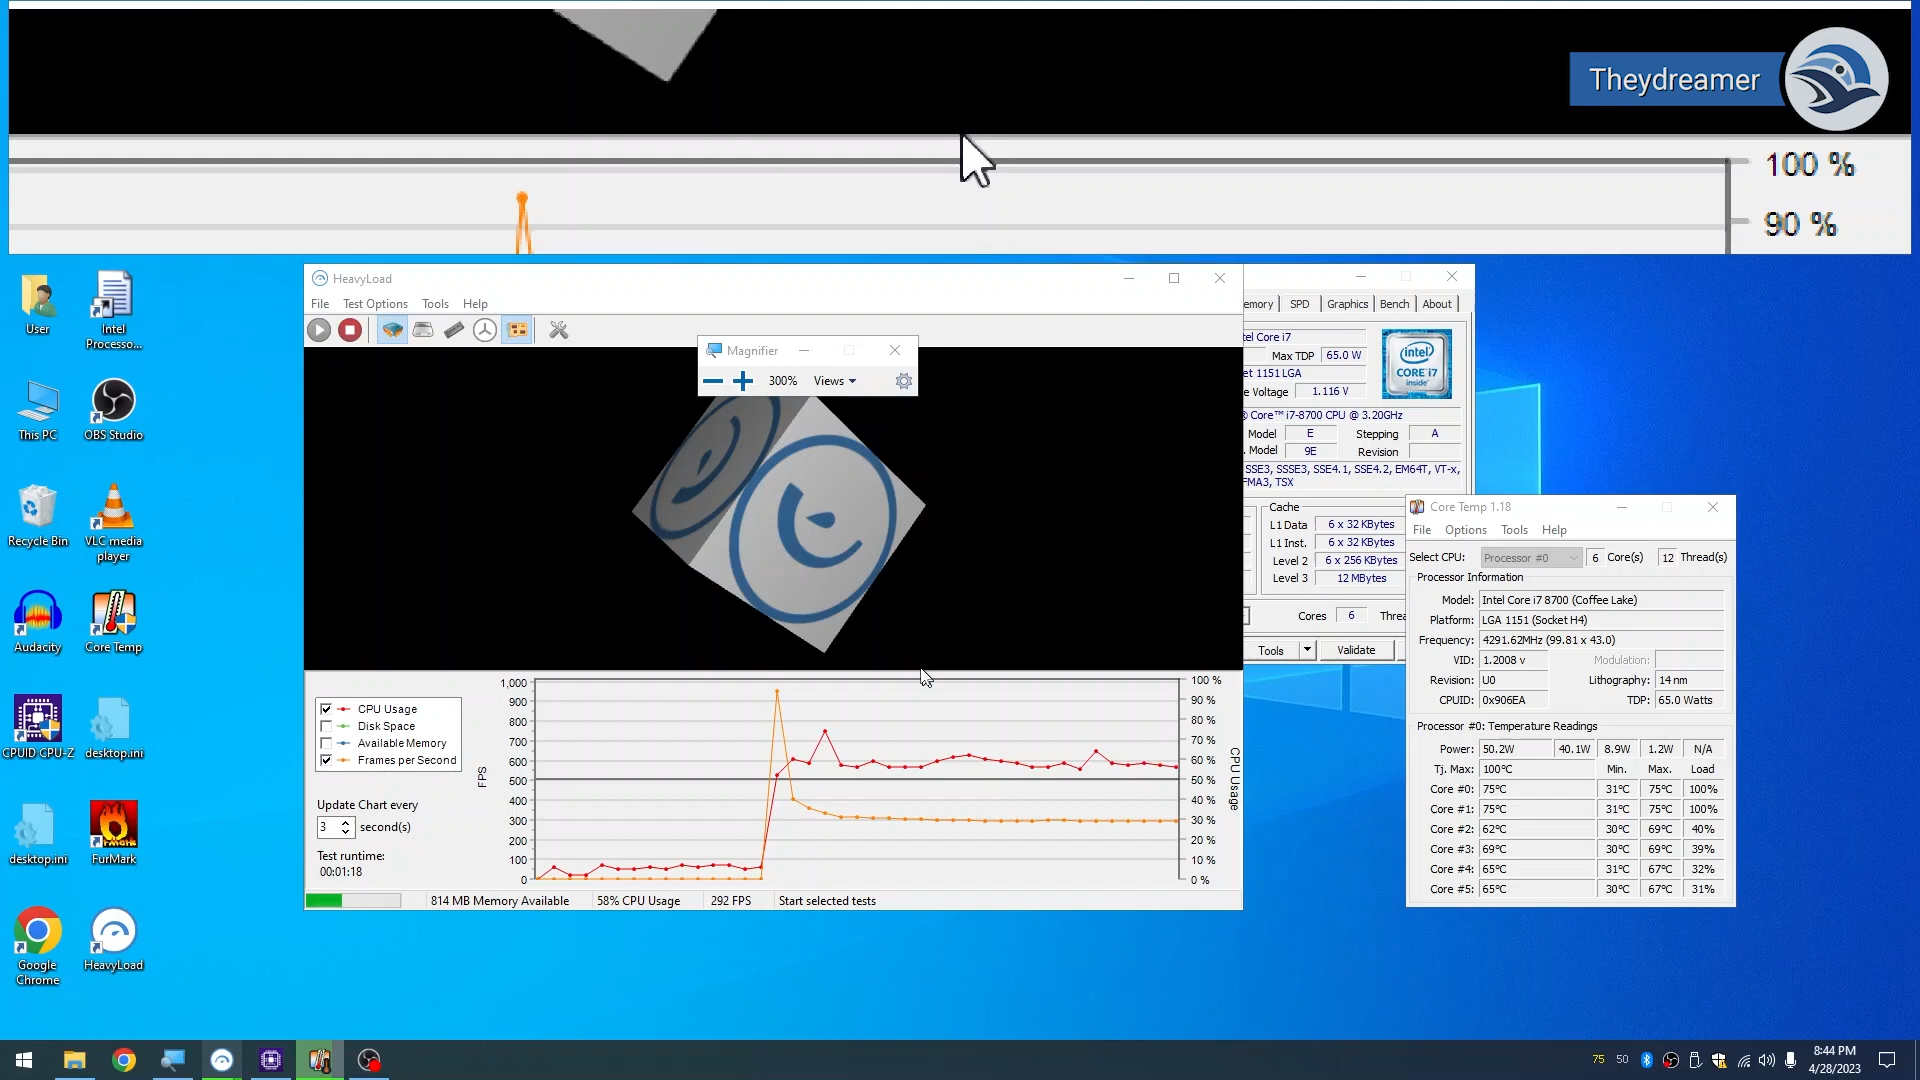 Theydreamer
100 %
90 %
User
Intel
Processo...
This PC
OBS Studio
Recycle Bin
VLC media
player
Audacity
Core Temp
CPUID CPU-Z
desktop.ini
desktop.ini
FurMark
Google
Chrome
HeavyLoad
HeavyLoad
File Test Options Tools Help
Magnifier
300% Views
1,000
900
800
700
600
500
400
300
200
100
0
FPS
100 %
90 %
80 %
70 %
60 %
50 %
40 %
30 %
20 %
10 %
0 %
CPU Usage
CPU Usage
Disk Space
Available Memory
Frames per Second
Update Chart every
3 second(s)
Test runtime:
00:01:18
814 MB Memory Available 58% CPU Usage 292 FPS Start selected tests
emory SPD Graphics Bench About
tel Core i7
Max TDP 65.0 W
et 1151 LGA
e Voltage 1.116 V
intel
CORE i7
inside
Core™ i7-8700 CPU @ 3.20GHz
Model E Stepping A
. Model 9E Revision
SSE3, SSSE3, SSE4.1, SSE4.2, EM64T, VT-x,
FMA3, TSX
Cache
L1 Data 6 x 32 KBytes
L1 Inst. 6 x 32 KBytes
Level 2 6 x 256 KBytes
Level 3 12 MBytes
Cores 6 Threa
Tools Validate
Core Temp 1.18
File Options Tools Help
Select CPU: Processor #0 6 Core(s) 12 Thread(s)
Processor Information
Model: Intel Core i7 8700 (Coffee Lake)
Platform: LGA 1151 (Socket H4)
Frequency: 4291.62MHz (99.81 x 43.0)
VID: 1.2008 v Modulation:
Revision: U0 Lithography: 14 nm
CPUID: 0x906EA TDP: 65.0 Watts
Processor #0: Temperature Readings
Power: 50.2W 40.1W 8.9W 1.2W N/A
Tj. Max: 100°C Min. Max. Load
Core #0: 75°C 31°C 75°C 100%
Core #1: 75°C 31°C 75°C 100%
Core #2: 62°C 30°C 69°C 40%
Core #3: 69°C 30°C 69°C 39%
Core #4: 65°C 31°C 67°C 32%
Core #5: 65°C 30°C 67°C 31%
75 50
8:44 PM
4/28/2023